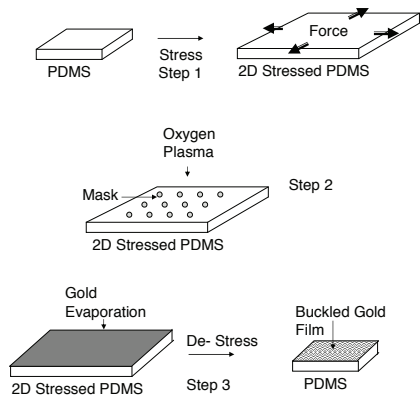 PDMS
Stress
Step 1
Force
2D Stressed PDMS
Oxygen
Plasma
Mask
Step 2
2D Stressed PDMS
Gold
Evaporation
2D Stressed PDMS
De- Stress
Step 3
Buckled Gold
Film
PDMS